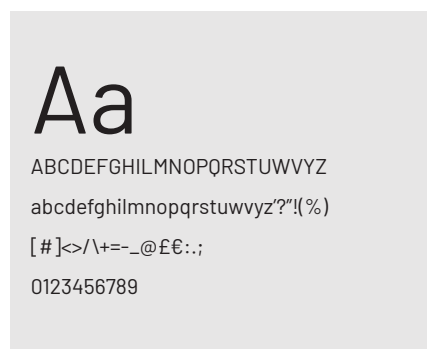 Aa
ABCDEFGHILMNOPQRSTUWVYZ
abcdefghilmnopqrstuwvyz’?”!(%)
[#]<>/\+=-_@£€:.;
0123456789